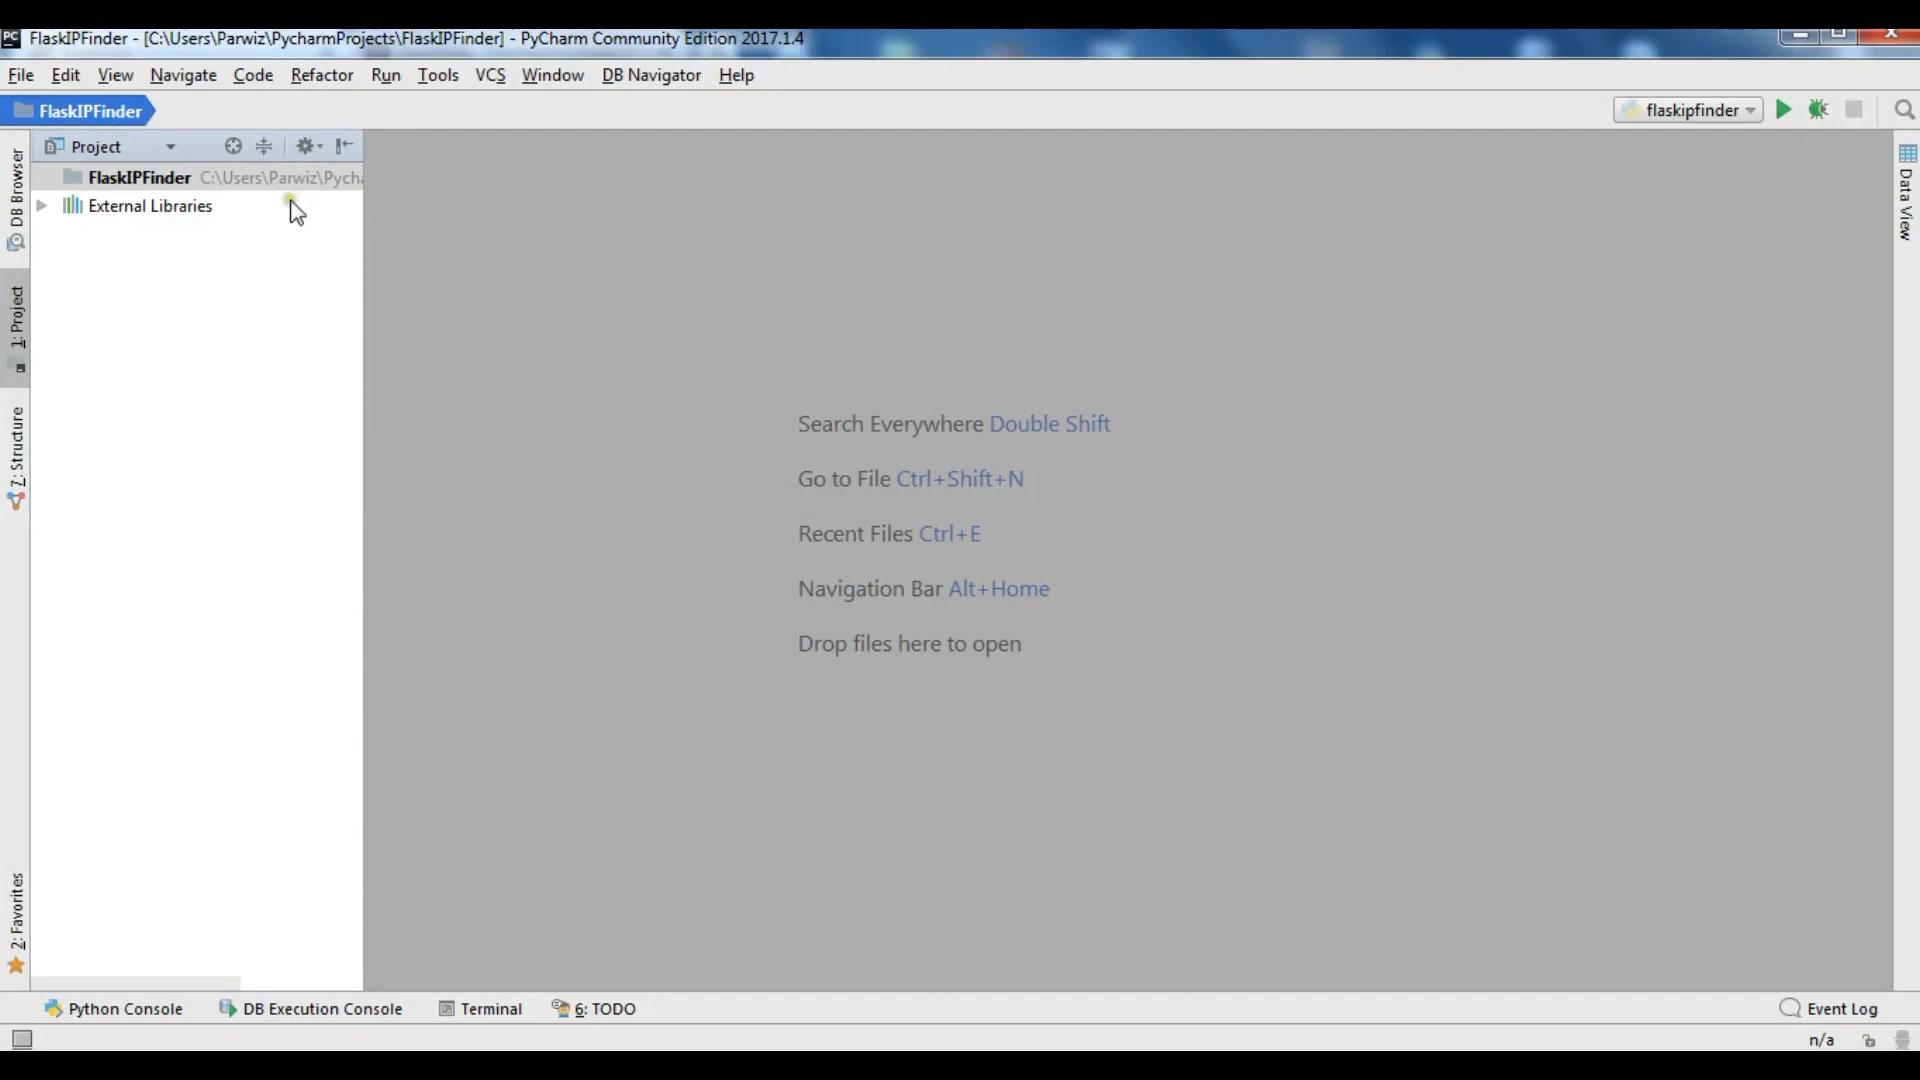 PC FlaskIPFinder - [C:\Users\Parwiz\PycharmProjects\FlaskIPFinder] - PyCharm Community Edition 2017.1.4
File Edit View Navigate Code Refactor Run Tools VCS Window DB Navigator Help
FlaskIPFinder
flaskipfinder
DB Browser
Project
Data View
FlaskIPFinder C:\Users\Parwiz\Pycha
External Libraries
1: Project
7: Structure
Search Everywhere Double Shift
Go to File Ctrl+Shift+N
Recent Files Ctrl+E
Navigation Bar Alt+Home
Drop files here to open
2: Favorites
Python Console DB Execution Console Terminal 6: TODO Event Log
n/a